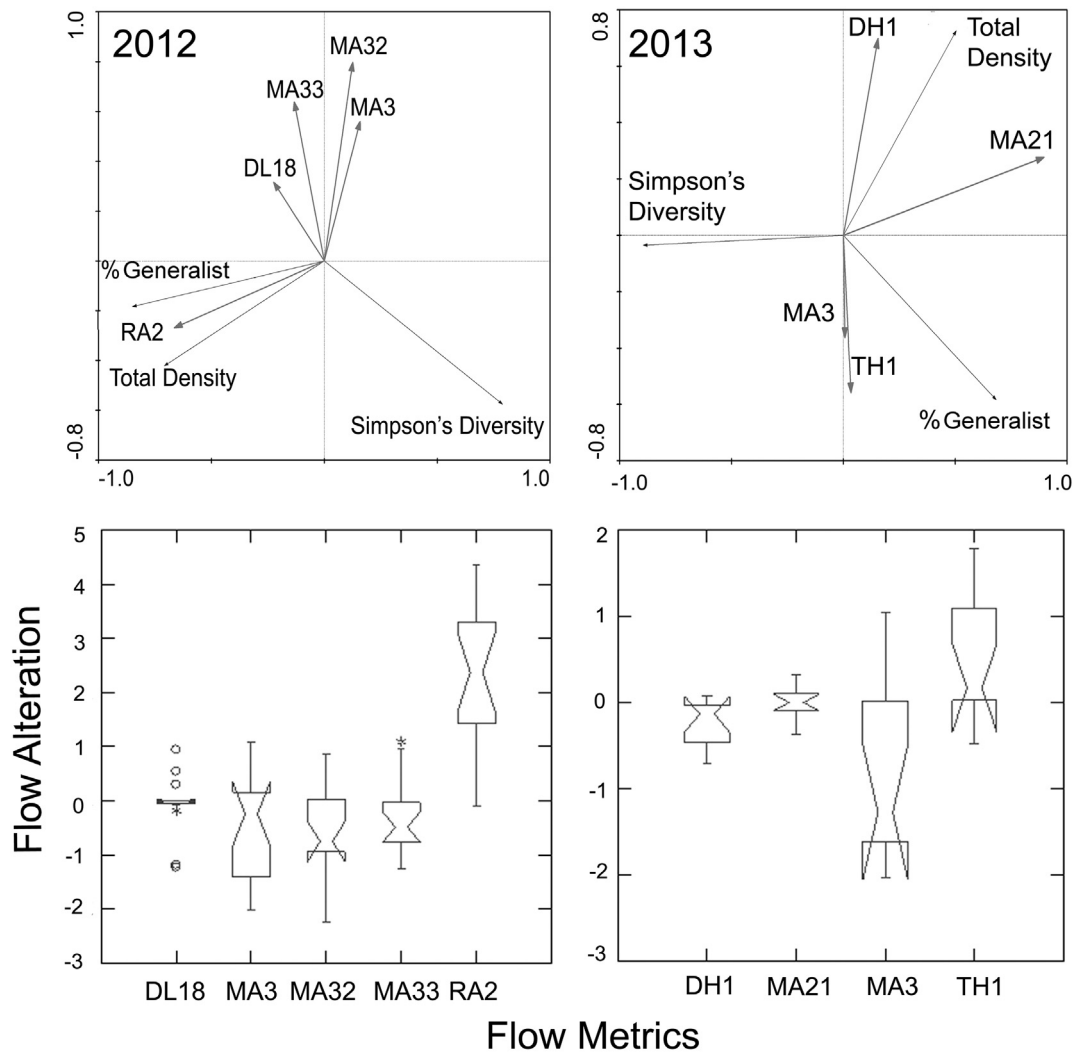 2012
1.0
MA32
MA33
MA3
DL18
% Generalist
RA2
Total Density
Simpson's Diversity
-0.8
-1.0
1.0
2013
0.8
DH1
Total
Density
MA21
Simpson's
Diversity
MA3
TH1
% Generalist
-0.8
-1.0
1.0
Flow Alteration
5
4
3
2
1
0
-1
-2
-3
DL18 MA3 MA32 MA33 RA2
2
1
0
-1
-2
-3
DH1 MA21 MA3 TH1
Flow Metrics